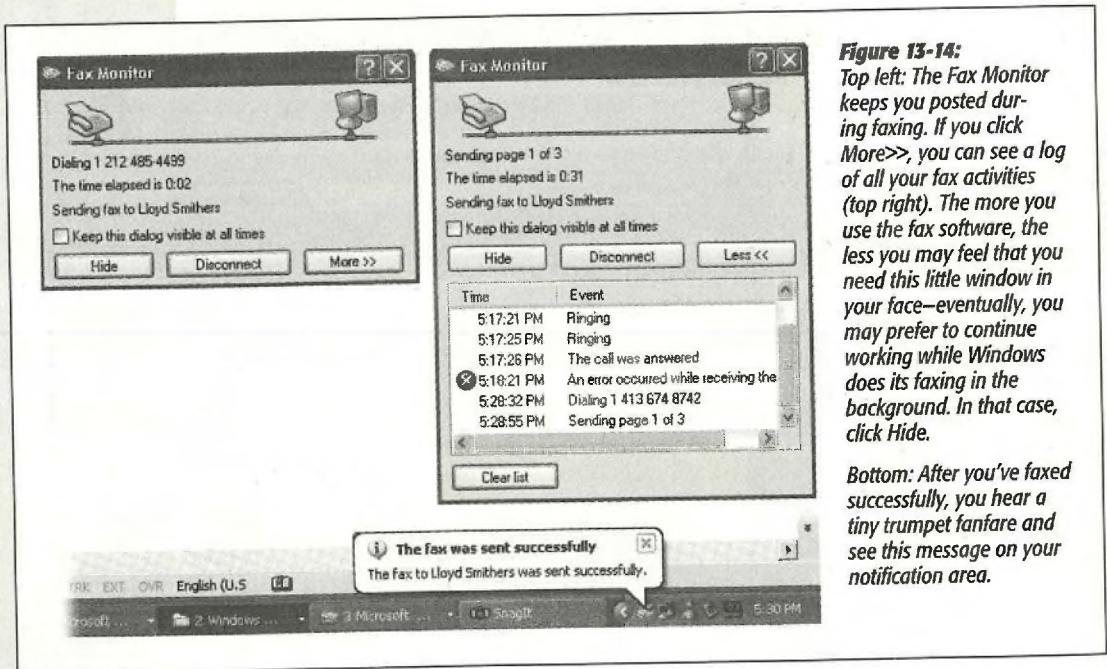 Fax Monitor
Dialing 1 212 485-4499
The time elapsed is 0:02
Sending fax to Lloyd Smithers
Keep this dialog visible at all times
Hide Disconnect More >>
Fax Monitor
Sending page 1 of 3
The time elapsed is 0:31
Sending fax to Lloyd Smithers
Keep this dialog visible at all times
Hide Disconnect Less <<
Time Event
5:17:21 PM Ringing
5:17:25 PM Ringing
5:17:26 PM The call was answered
5:18:21 PM An error occurred while receiving the
5:28:32 PM Dialing 1 413 674 8742
5:28:55 PM Sending page 1 of 3
Clear list
The fax was sent successfully
The fax to Lloyd Smithers was sent successfully.
TRK EXT OVR English (U.S
rosoft ... 2 Windows ... 3 Microsoft ... SnagIt 5:30 PM
Figure 13-14:
Top left: The Fax Monitor
keeps you posted dur-
ing faxing. If you click
More>>, you can see a log
of all your fax activities
(top right). The more you
use the fax software, the
less you may feel that you
need this little window in
your face—eventually, you
may prefer to continue
working while Windows
does its faxing in the
background. In that case,
click Hide.
Bottom: After you've faxed
successfully, you hear a
tiny trumpet fanfare and
see this message on your
notification area.